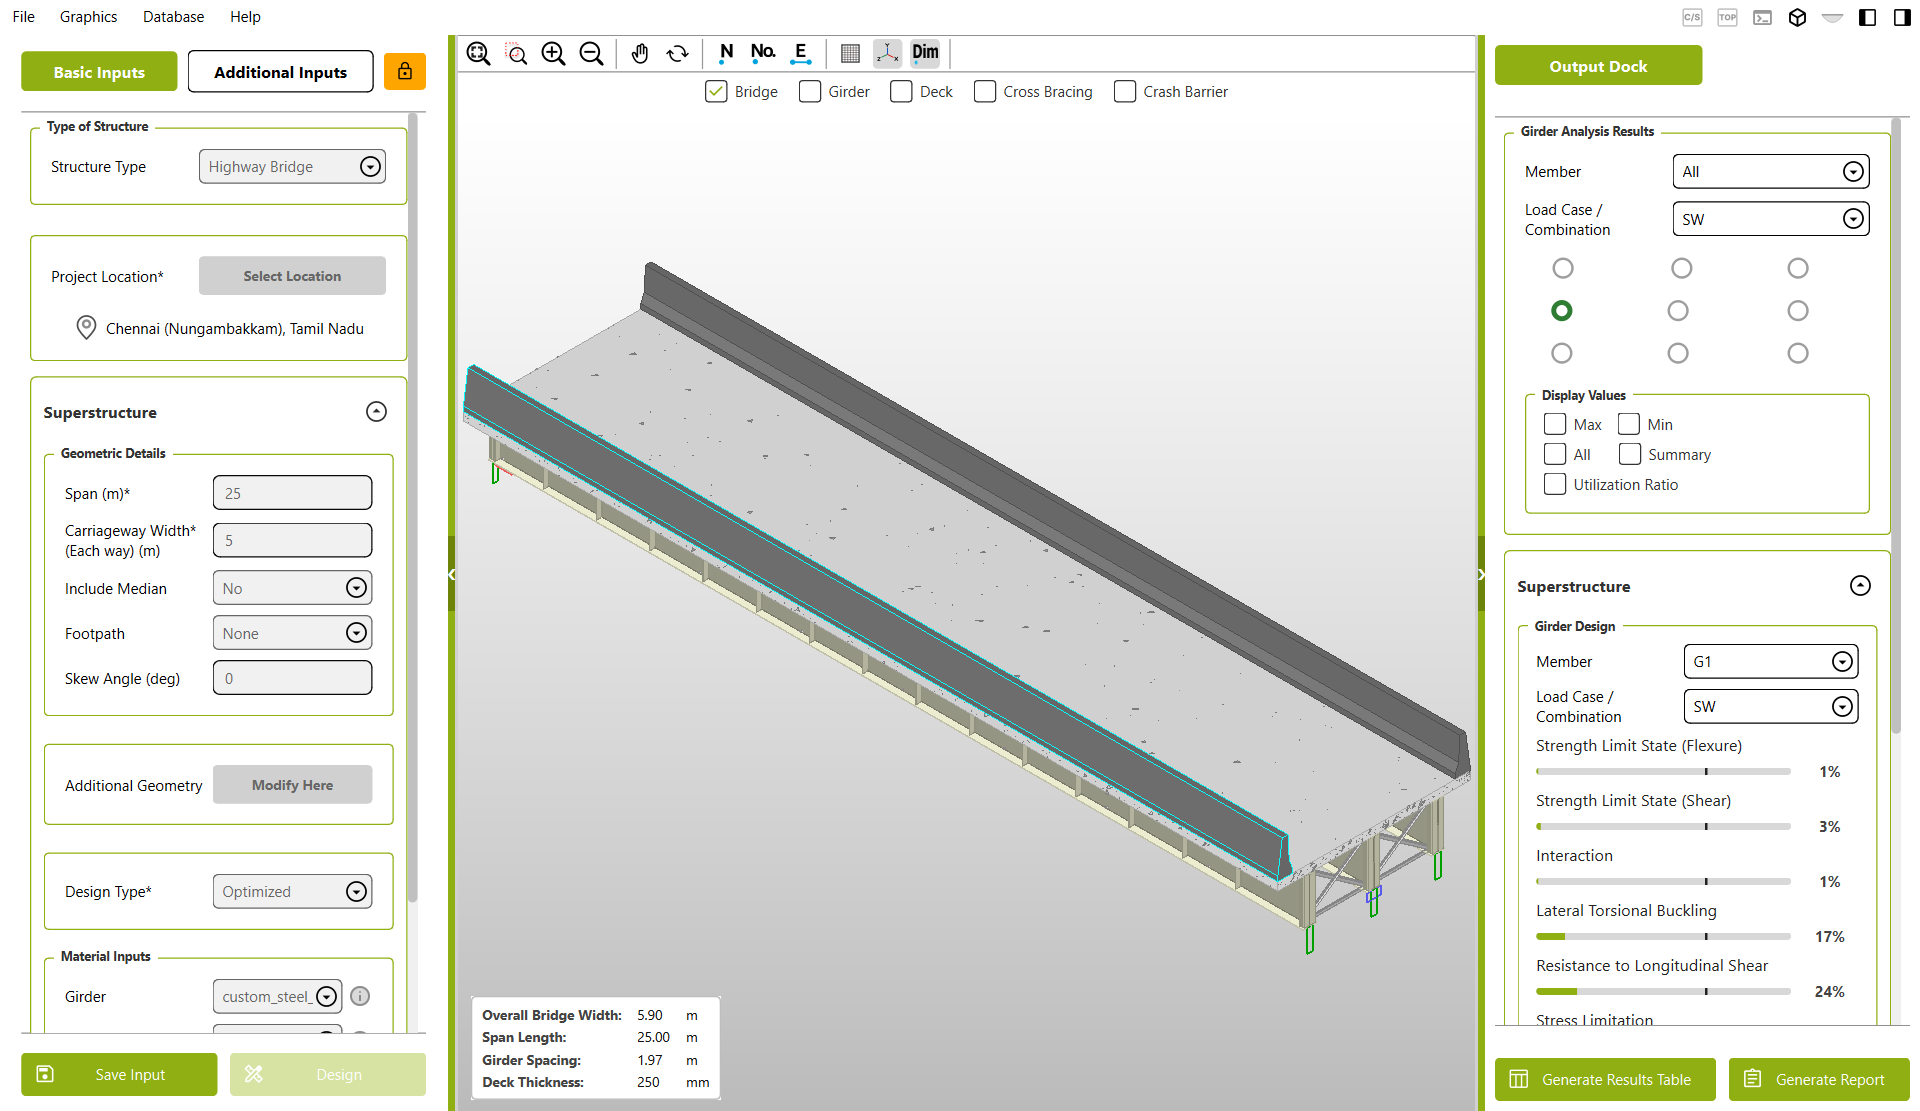 File Graphics Database Help
C/S TOP
Basic Inputs
Additional Inputs
Type of Structure
Structure Type
Highway Bridge
Project Location*
Select Location
Chennai (Nungambakkam), Tamil Nadu
Superstructure
Geometric Details
Span (m)*
25
Carriageway Width*
(Each way) (m)
5
Include Median
No
Footpath
None
Skew Angle (deg)
0
Additional Geometry
Modify Here
Design Type*
Optimized
Material Inputs
Girder
custom_steel_
Save Input
Design
N No. E Dim
Bridge Girder Deck Cross Bracing Crash Barrier
Overall Bridge Width: 5.90 m
Span Length: 25.00 m
Girder Spacing: 1.97 m
Deck Thickness: 250 mm
Output Dock
Girder Analysis Results
Member
All
Load Case /
Combination
SW
Display Values
Max Min
All Summary
Utilization Ratio
Superstructure
Girder Design
Member
G1
Load Case /
Combination
SW
Strength Limit State (Flexure)
1%
Strength Limit State (Shear)
3%
Interaction
1%
Lateral Torsional Buckling
17%
Resistance to Longitudinal Shear
24%
Stress Limitation
Generate Results Table
Generate Report